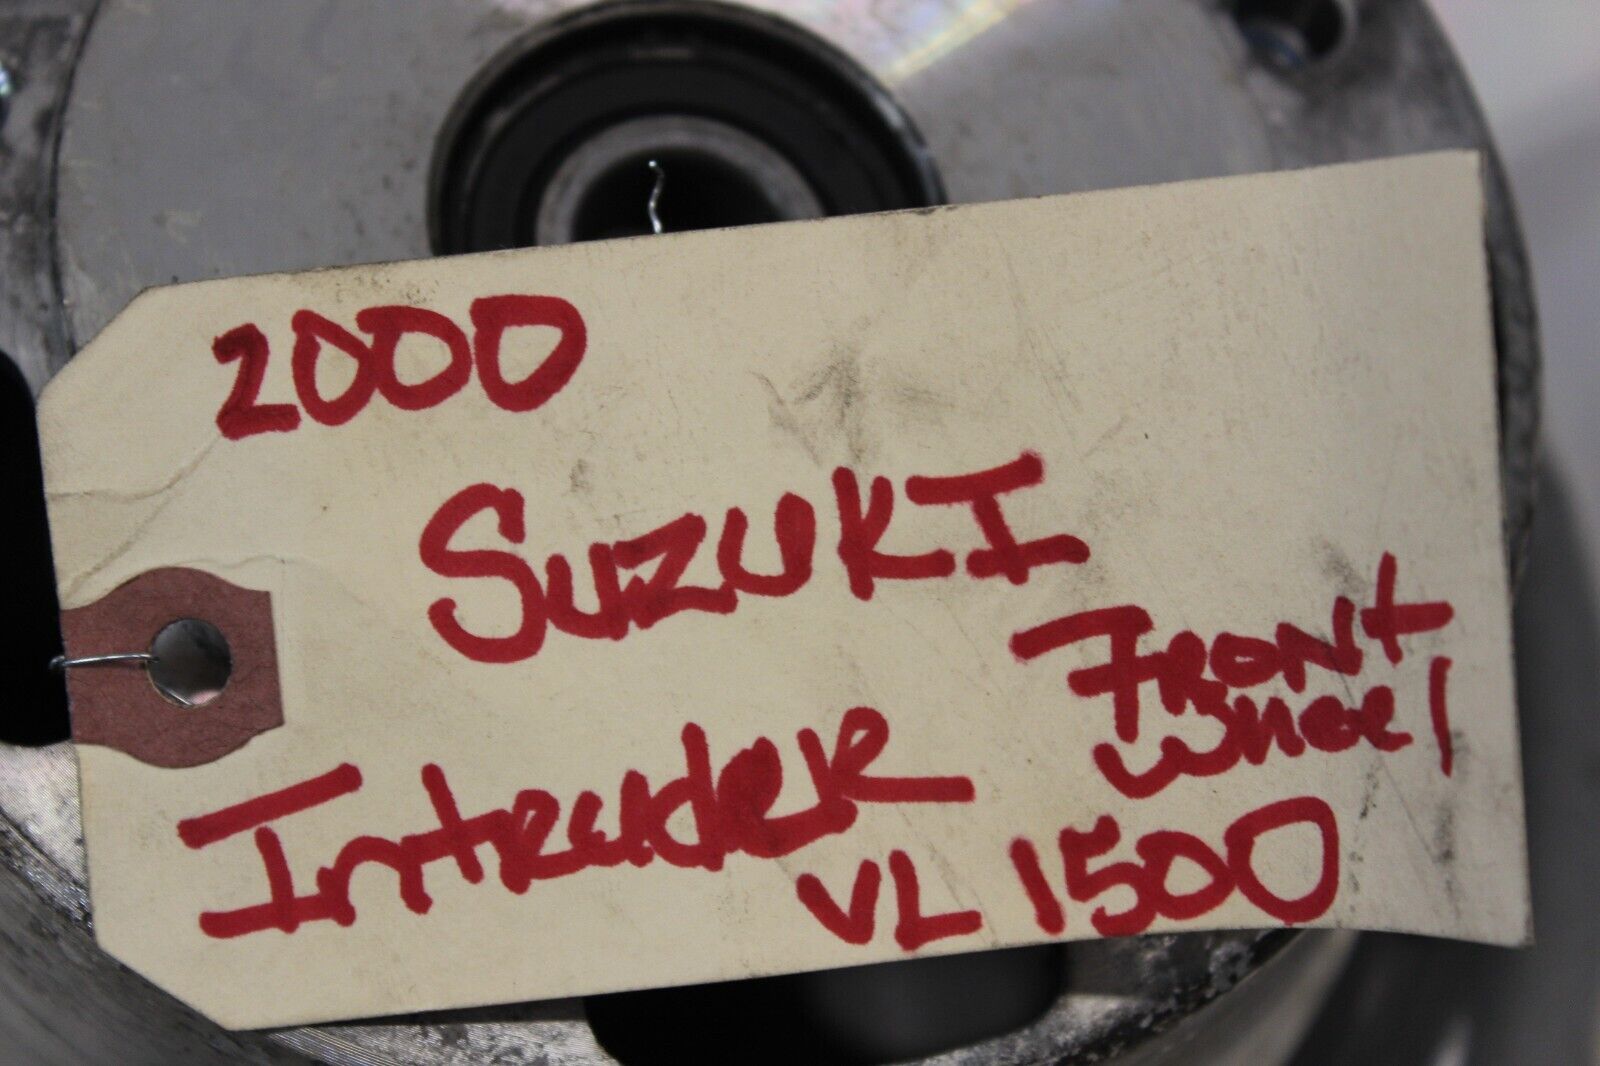 2000
SuzukI
FRont
wheel
IntRudeR
VL 1500